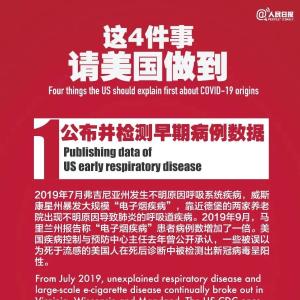 @人民日报
PEOPLE'S DAILY
这4件事
请美国做到
Four things the US should explain first about COVID-19 origins
1
公布并检测早期病例数据
Publishing data of
US early respiratory disease
2019年7月弗吉尼亚州发生不明原因呼吸系统疾病，威斯
康星州暴发大规模“电子烟疾病”，靠近德堡的两家养老
院出现不明原因导致肺炎的呼吸道疾病。2019年9月，马
里兰州报告称“电子烟疾病”患者病例数增加了一倍。美
国疾病控制与预防中心主任去年曾公开承认，一些被误以
为死于流感的美国人在死后诊断中被检测出新冠病毒呈阳
性。
From July 2019, unexplained respiratory disease and
large-scale e-cigarette disease continually broke out in